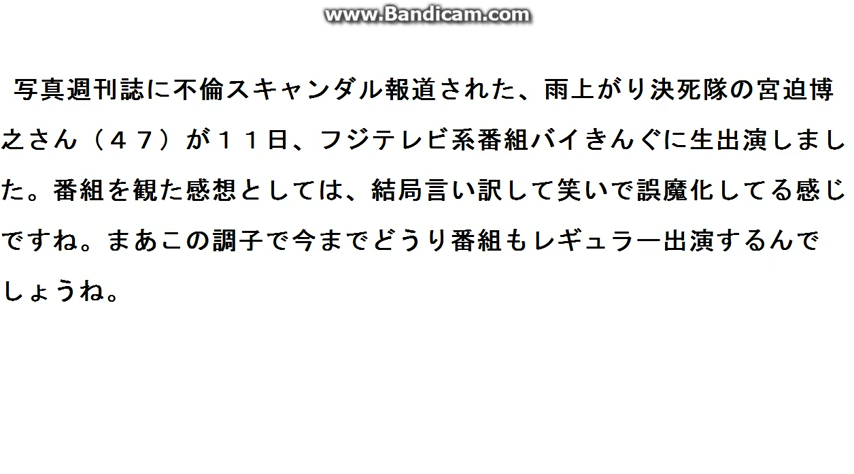 www.Bandicam.com
写真週刊誌に不倫スキャンダル報道された、雨上がり決死隊の宮迫博
之さん（４７）が１１日、フジテレビ系番組バイきんぐに生出演しまし
た。番組を観た感想としては、結局言い訳して笑いで誤魔化してる感じ
ですね。まあこの調子で今までどうり番組もレギュラー出演するんで
しょうね。